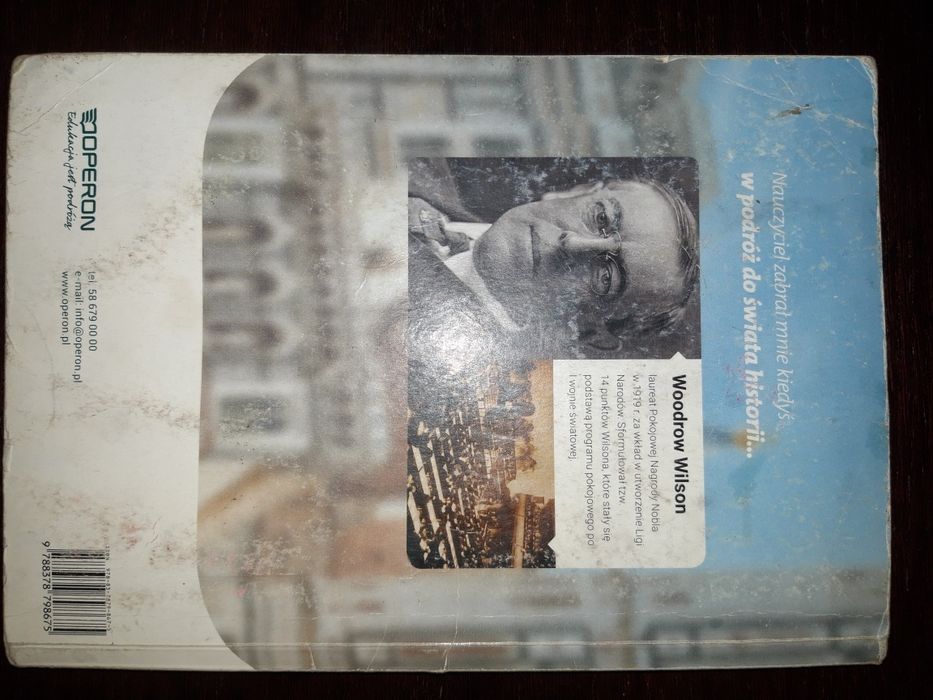 Nauczyciel zabrał mnie kiedyś
w podróż do świata historii...
Woodrow Wilson
laureat Pokojowej Nagrody Nobla
w 1919 r. za wkład w utworzenie Ligi
Narodów. Sformułował tzw.
14 punktów Wilsona, które stały się
podstawą programu pokojowego po
I wojnie światowej.
OPERON
Edukacja jest podróżą
tel. 58 679 00 00
e-mail: info@operon.pl
www.operon.pl
9 788378 798675